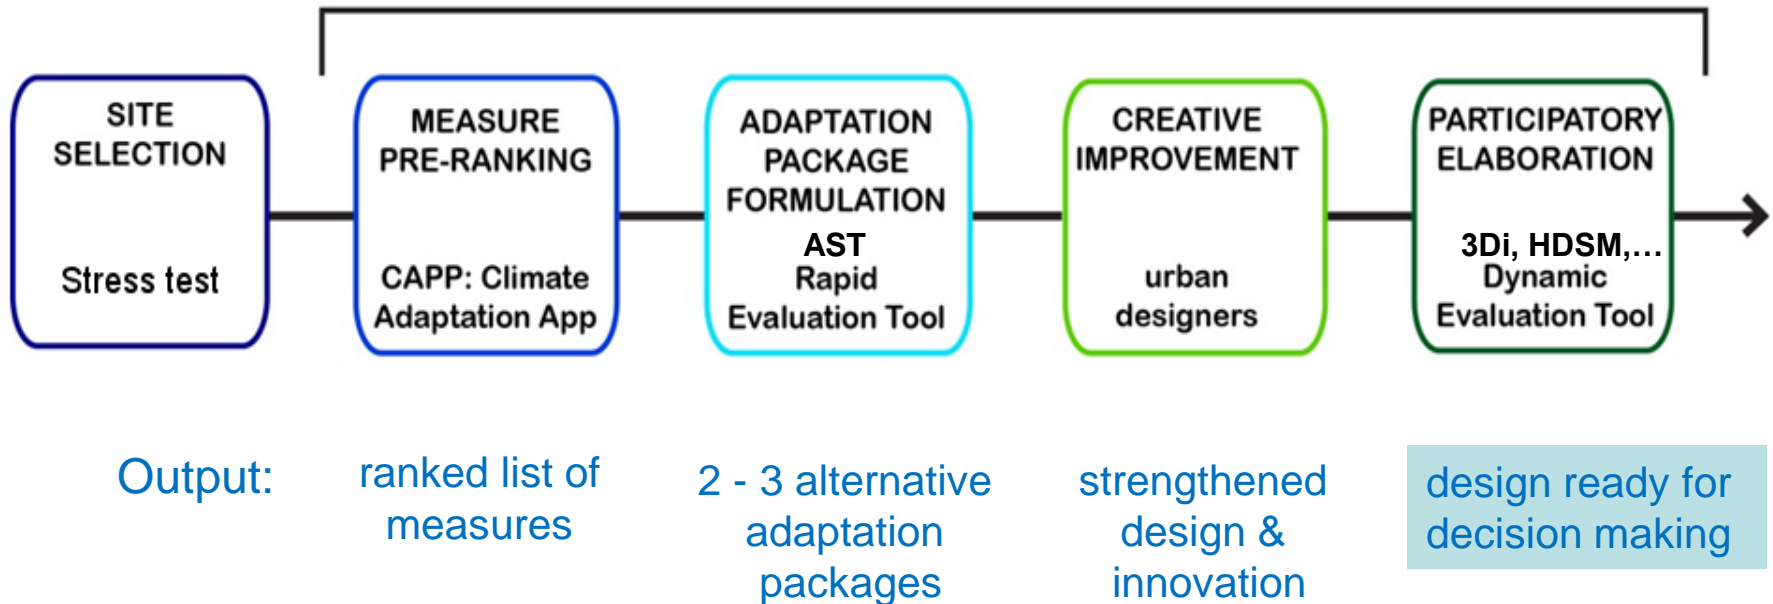 SITE
SELECTION
Stress test
MEASURE
PRE-RANKING
CAPP: Climate
Adaptation App
ADAPTATION
PACKAGE
FORMULATION
AST
Rapid
Evaluation Tool
CREATIVE
IMPROVEMENT
urban
designers
PARTICIPATORY
ELABORATION
3Di, HDSM,...
Dynamic
Evaluation Tool
Output:
ranked list of
measures
2 - 3 alternative
adaptation
packages
strengthened
design &
innovation
design ready for
decision making